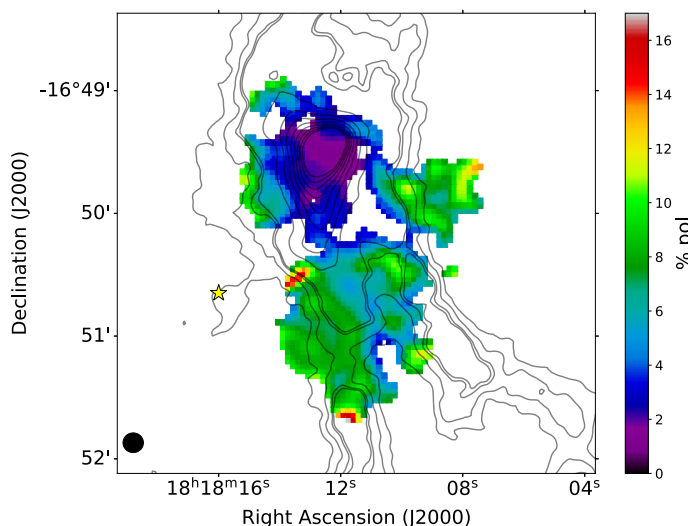 -16°49'
50'
51'
52'
18ʰ18ᵐ16ˢ
12ˢ
08ˢ
04ˢ
Right Ascension (J2000)
Declination (J2000)
16
14
12
10
8
6
4
2
0
% pol